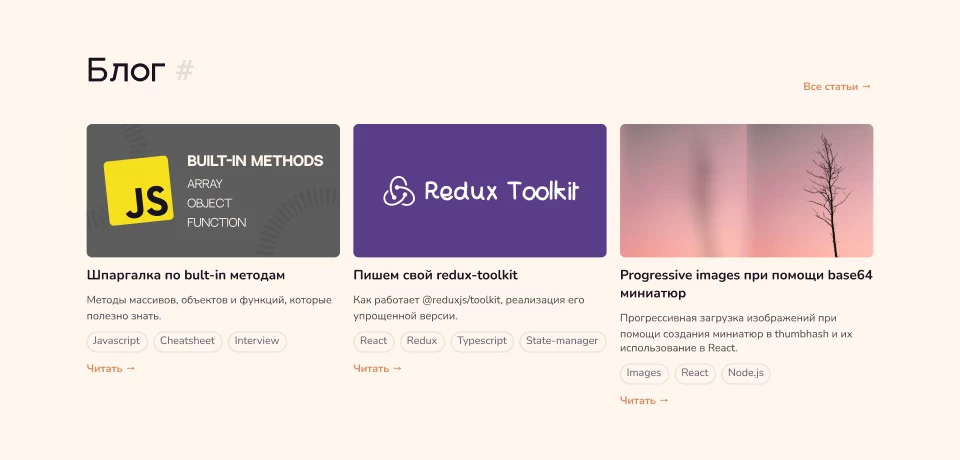 Блог #
Все статьи →
JS
BUILT-IN METHODS
ARRAY
OBJECT
FUNCTION
Шпаргалка по bult-in методам
Методы массивов, объектов и функций, которые
полезно знать.
Javascript Cheatsheet Interview
Читать →
Redux Toolkit
Пишем свой redux-toolkit
Как работает @reduxjs/toolkit, реализация его
упрощенной версии.
React Redux Typescript State-manager
Читать →
Progressive images при помощи base64
миниатюр
Прогрессивная загрузка изображений при
помощи создания миниатюр в thumbhash и их
использование в React.
Images React Node.js
Читать →